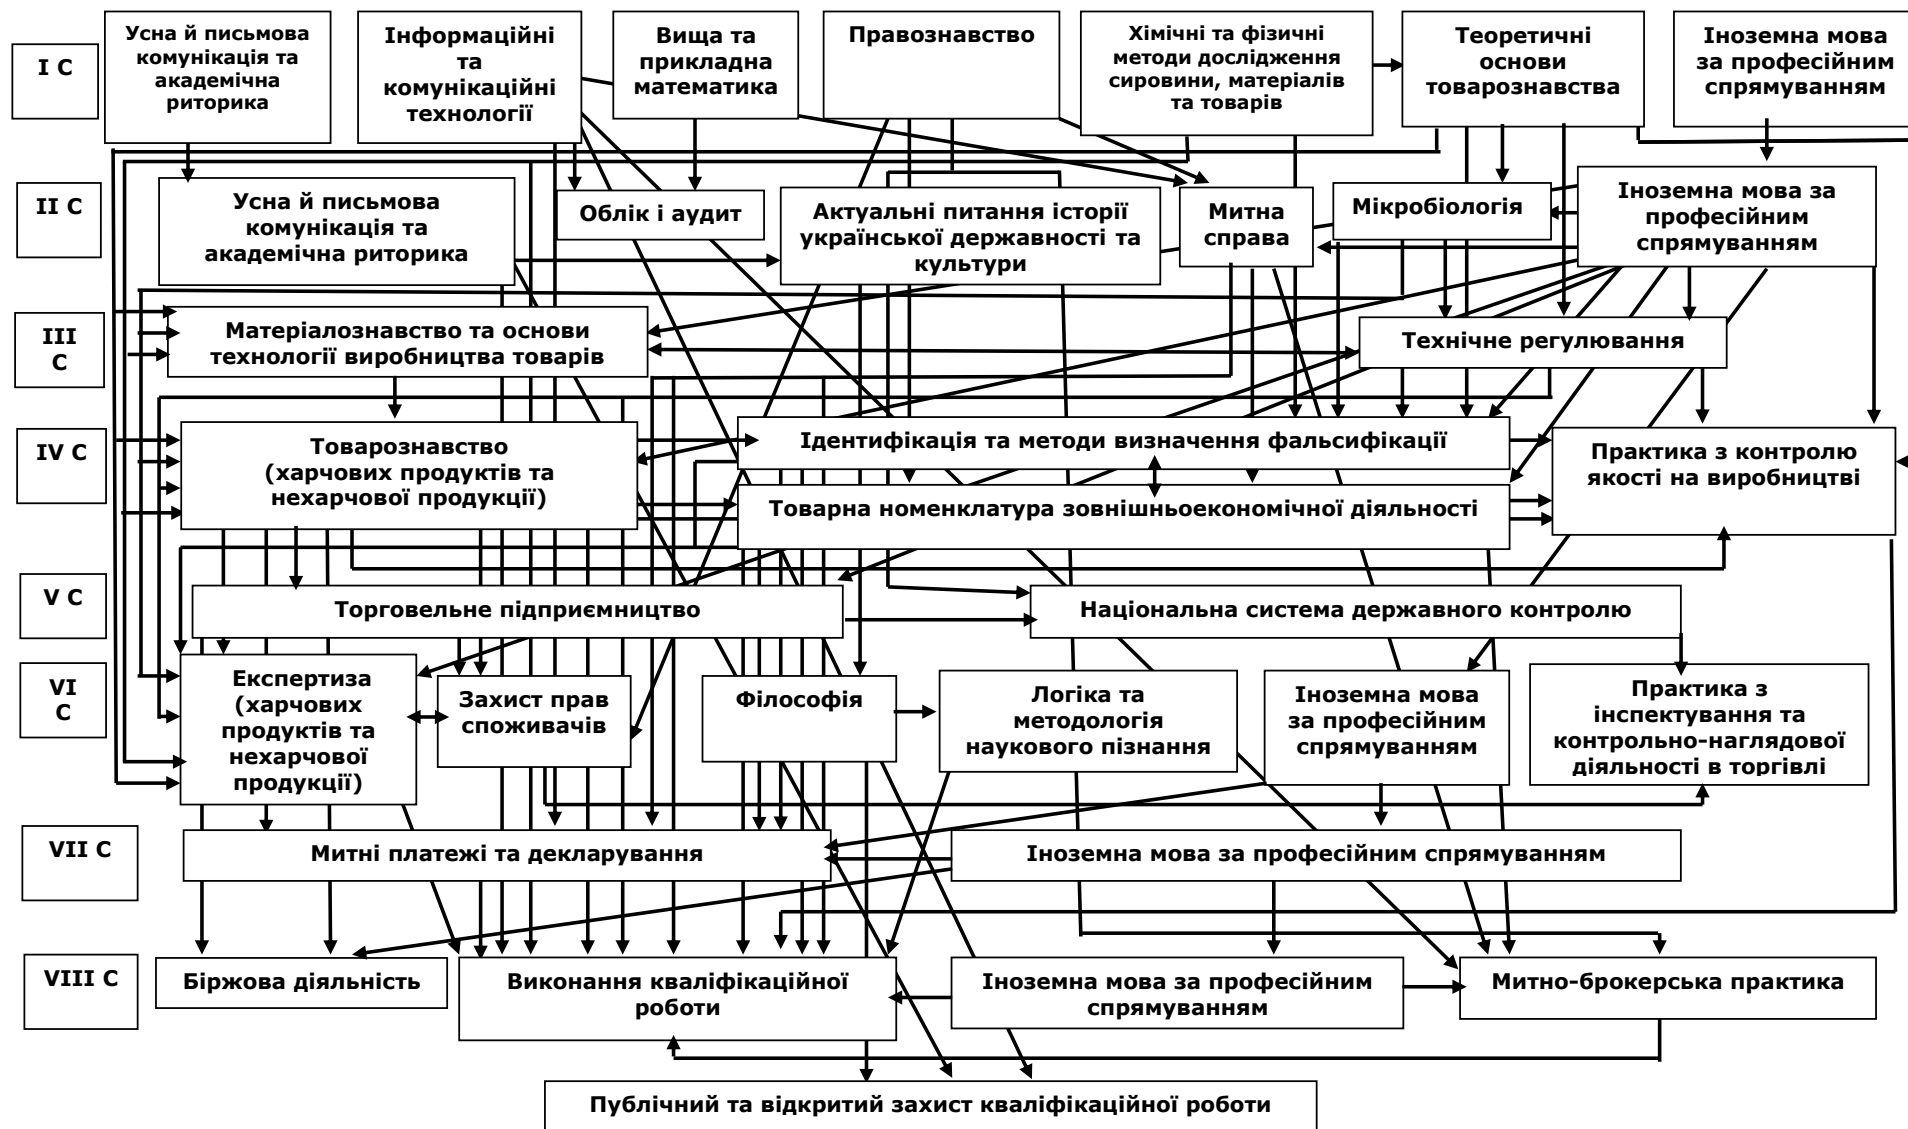 І С
Усна й письмова
комунікація та
академічна
риторика
Інформаційні
та
комунікаційні
технології
Вища та
прикладна
математика
Правознавство
Хімічні та фізичні
методи дослідження
сировини, матеріалів
та товарів
Теоретичні
основи
товарознавства
Іноземна мова
за професійним
спрямуванням
ІІ С
Усна й письмова
комунікація та
академічна риторика
Облік і аудит
Актуальні питання історії
української державності та
культури
Митна
справа
Мікробіологія
Іноземна мова за
професійним
спрямуванням
ІІІ
С
Матеріалознавство та основи
технології виробництва товарів
Технічне регулювання
IV С
Товарознавство
(харчових продуктів та
нехарчової продукції)
Ідентифікація та методи визначення фальсифікації
Товарна номенклатура зовнішньоекономічної діяльності
Практика з контролю
якості на виробництві
V С
Торговельне підприємництво
Національна система державного контролю
VI
С
Експертиза
(харчових
продуктів та
нехарчової
продукції)
Захист прав
споживачів
Філософія
Логіка та
методологія
наукового пізнання
Іноземна мова
за професійним
спрямуванням
Практика з
інспектування та
контрольно-наглядової
діяльності в торгівлі
VII С
Митні платежі та декларування
Іноземна мова за професійним спрямуванням
VIII С
Біржова діяльність
Виконання кваліфікаційної
роботи
Іноземна мова за професійним
спрямуванням
Митно-брокерська практика
Публічний та відкритий захист кваліфікаційної роботи